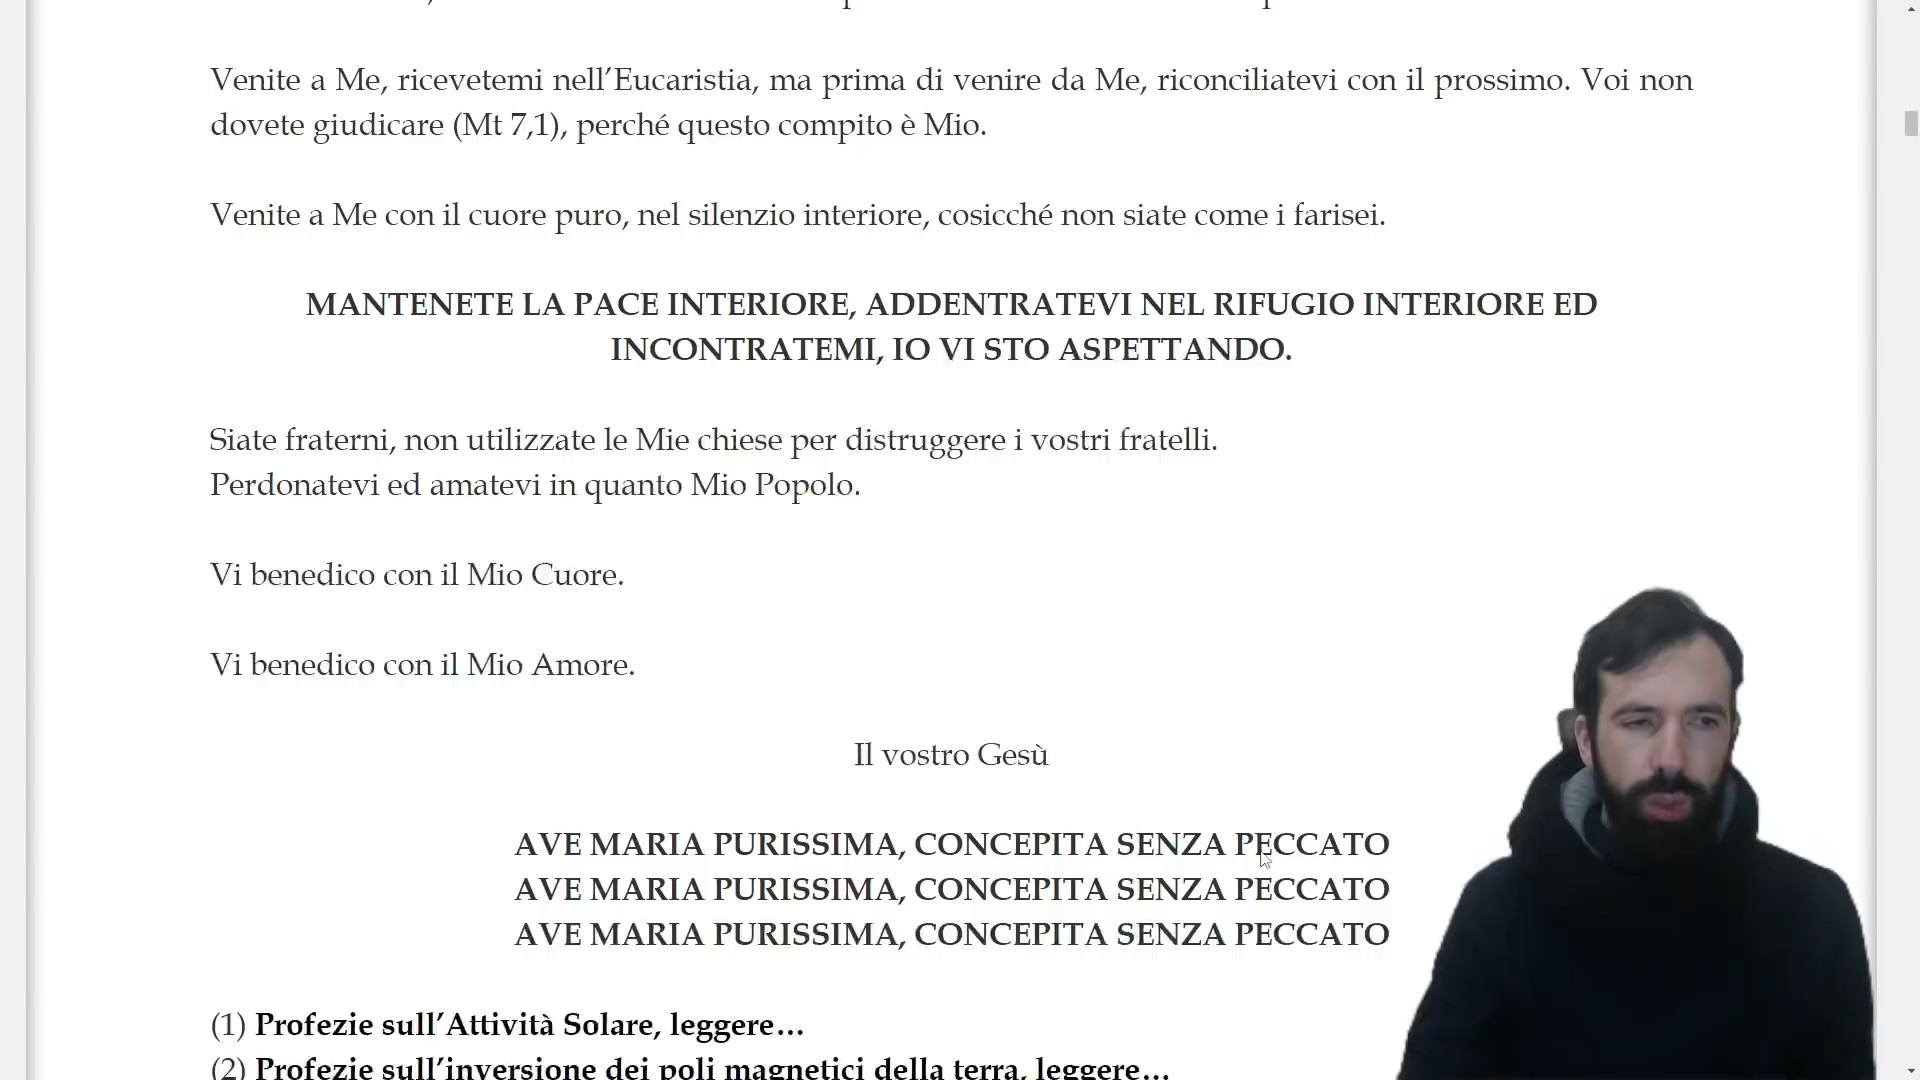 Venite a Me, ricevetemi nell’Eucaristia, ma prima di venire da Me, riconciliatevi con il prossimo. Voi non
dovete giudicare (Mt 7,1), perché questo compito è Mio.
Venite a Me con il cuore puro, nel silenzio interiore, cosicché non siate come i farisei.
MANTENETE LA PACE INTERIORE, ADDENTRATEVI NEL RIFUGIO INTERIORE ED
INCONTRATEMI, IO VI STO ASPETTANDO.
Siate fraterni, non utilizzate le Mie chiese per distruggere i vostri fratelli.
Perdonatevi ed amatevi in quanto Mio Popolo.
Vi benedico con il Mio Cuore.
Vi benedico con il Mio Amore.
Il vostro Gesù
AVE MARIA PURISSIMA, CONCEPITA SENZA PECCATO
AVE MARIA PURISSIMA, CONCEPITA SENZA PECCATO
AVE MARIA PURISSIMA, CONCEPITA SENZA PECCATO
(1) Profezie sull’Attività Solare, leggere…
(2) Profezie sull’inversione dei poli magnetici della terra, leggere…